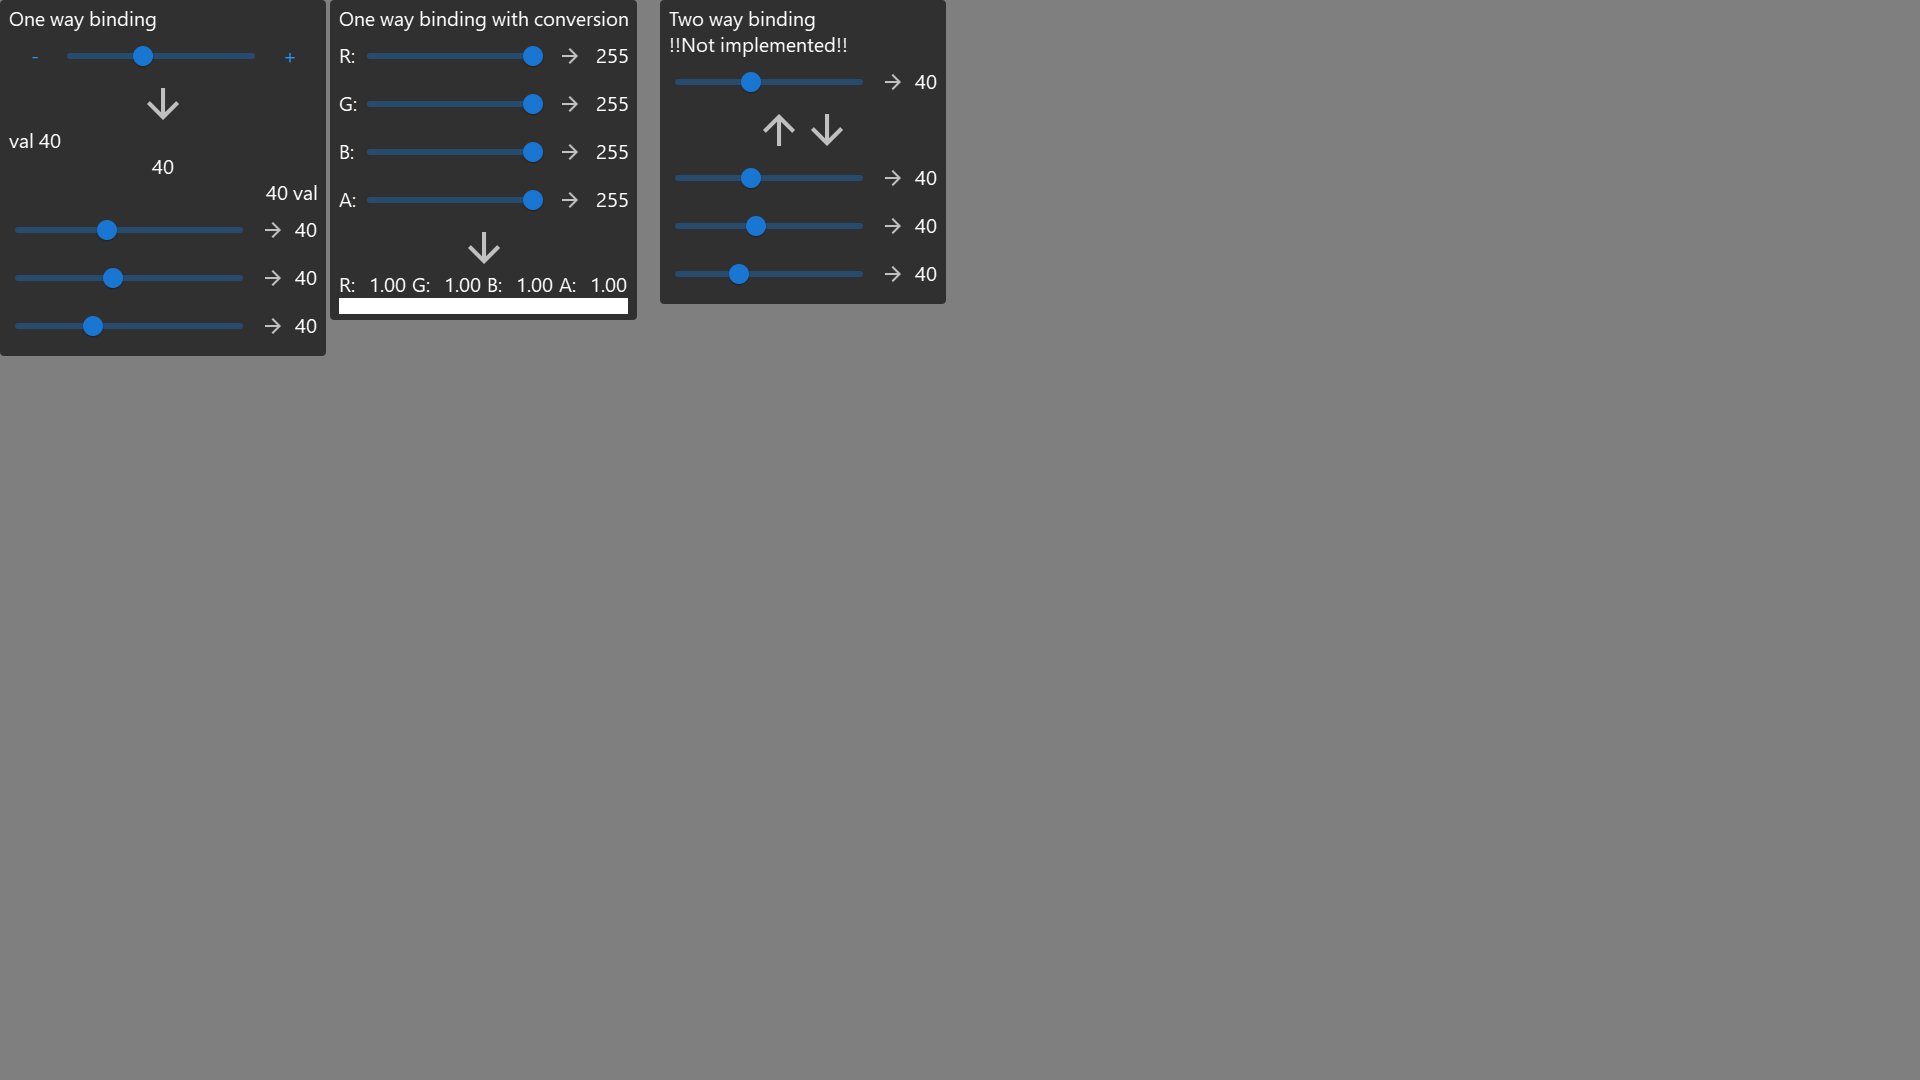 One way binding
- +
val 40
40
40 val
40
40
40
One way binding with conversion
R: 255
G: 255
B: 255
A: 255
R: 1.00 G: 1.00 B: 1.00 A: 1.00
Two way binding
!!Not implemented!!
40
40
40
40